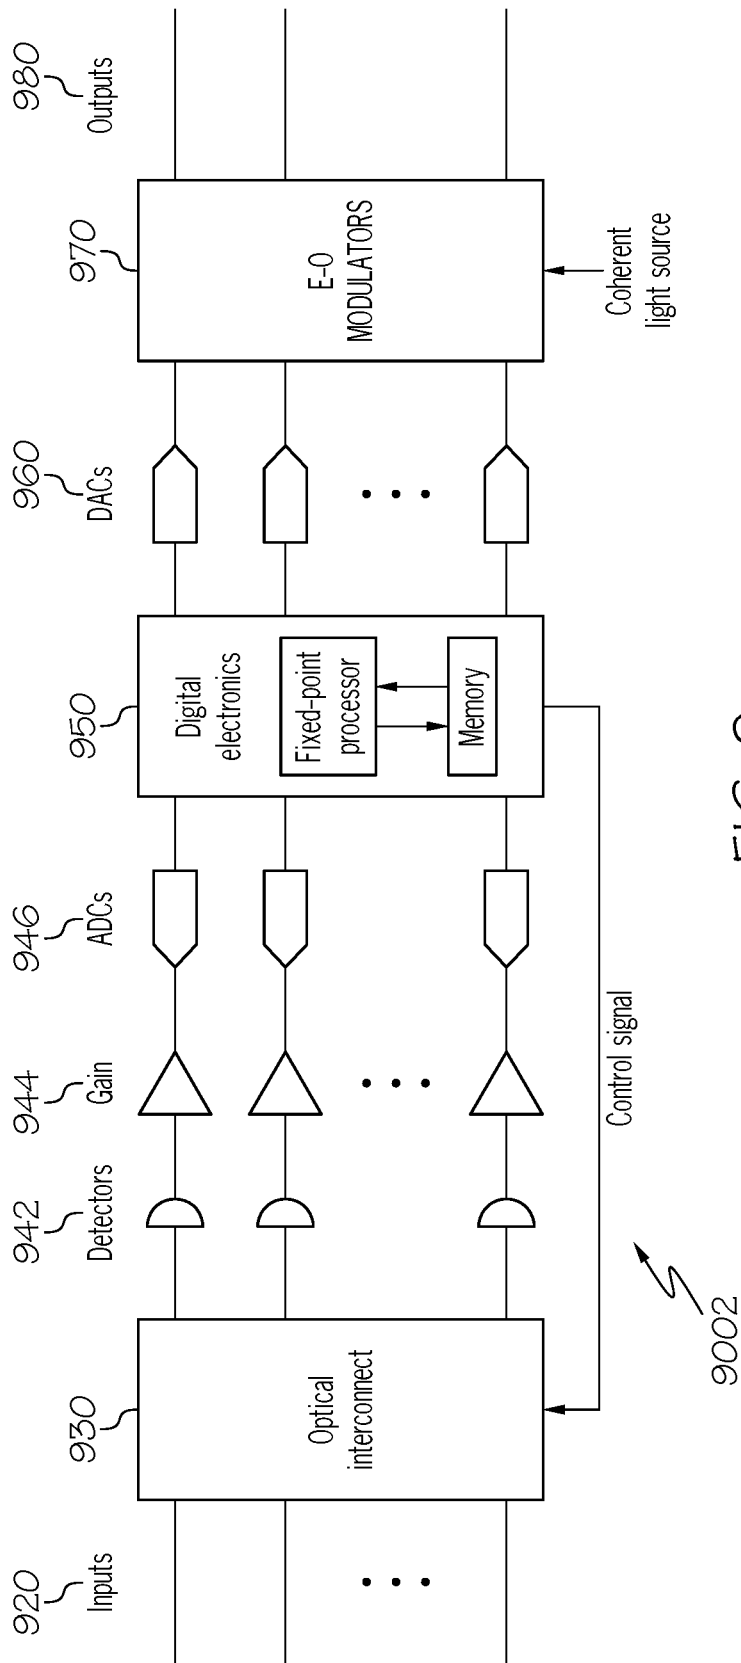 920
Inputs
930
Optical
interconnect
942
Detectors
944
Gain
946
ADCs
950
Digital
electronics
Fixed-point
processor
Memory
960
DACs
970
E-O
MODULATORS
980
Outputs
Coherent
light source
Control signal
9002